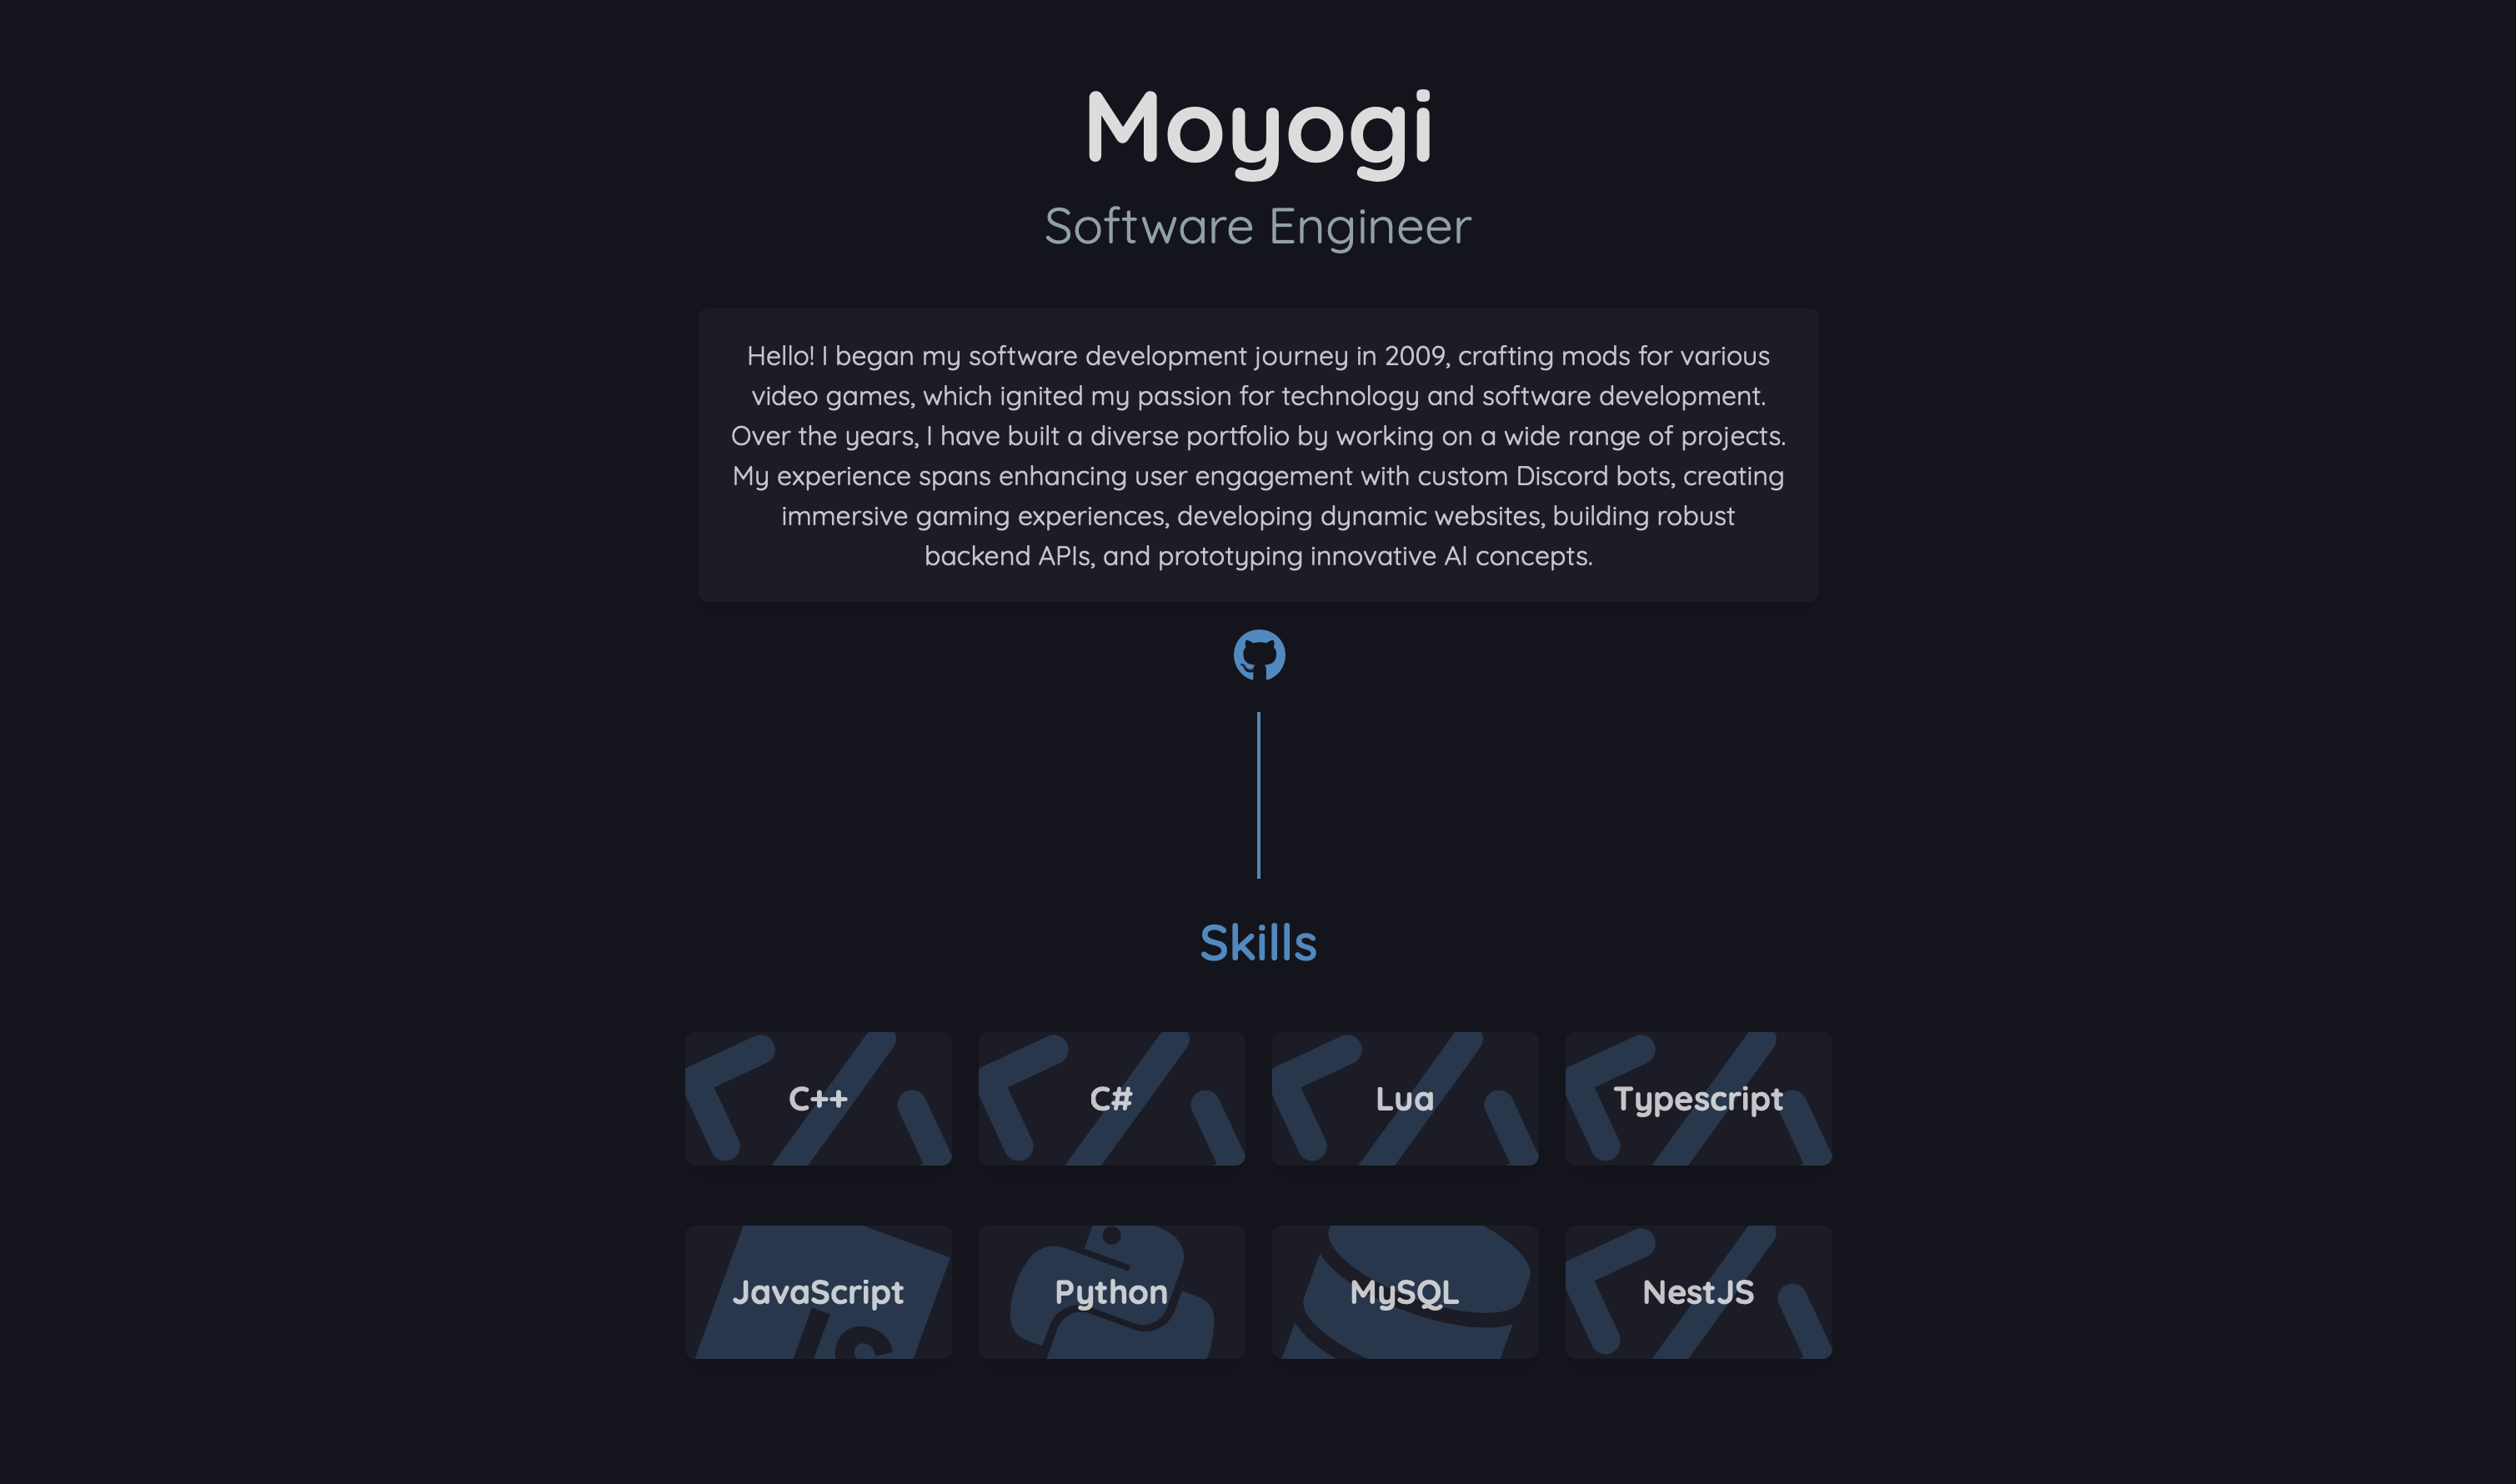 Moyogi
Software Engineer
Hello! I began my software development journey in 2009, crafting mods for various
video games, which ignited my passion for technology and software development.
Over the years, I have built a diverse portfolio by working on a wide range of projects.
My experience spans enhancing user engagement with custom Discord bots, creating
immersive gaming experiences, developing dynamic websites, building robust
backend APIs, and prototyping innovative AI concepts.
Skills
C++
C#
Lua
Typescript
JavaScript
Python
MySQL
NestJS